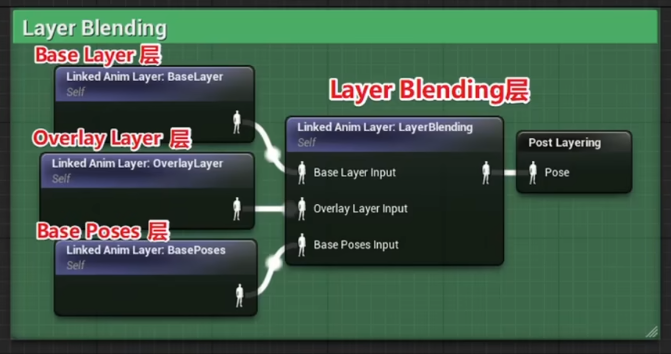 Layer Blending
Base Layer 层
Linked Anim Layer: BaseLayer
Self
Overlay Layer 层
Linked Anim Layer: OverlayLayer
Self
Base Poses 层
Linked Anim Layer: BasePoses
Self
Layer Blending层
Linked Anim Layer: LayerBlending
Self
Base Layer Input
Overlay Layer Input
Base Poses Input
Post Layering
Pose